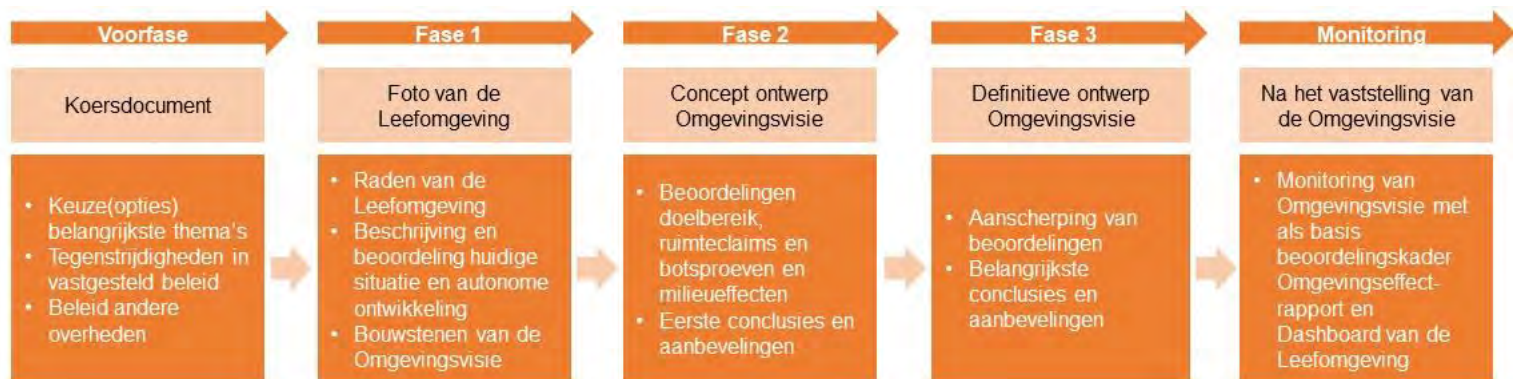 Voorfase
Fase 1
Fase 2
Fase 3
Monitoring
Koersdocument
Foto van de
Leefomgeving
Concept ontwerp
Omgevingsvisie
Definitieve ontwerp
Omgevingsvisie
Na het vaststelling van
de Omgevingsvisie
• Keuze(opties)
belangrijkste thema's
• Tegenstrijdigheden in
vastgesteld beleid
• Beleid andere
overheden
• Raden van de
Leefomgeving
• Beschrijving en
beoordeling huidige
situatie en autonome
ontwikkeling
• Bouwstenen van de
Omgevingsvisie
• Beoordelingen
doelbereik,
ruimteclaims en
botsproeven en
milieueffecten
• Eerste conclusies en
aanbevelingen
• Aanscherping van
beoordelingen
• Belangrijkste
conclusies en
aanbevelingen
• Monitoring van
Omgevingsvisie met
als basis
beoordelingskader
Omgevingseffect-
rapport en
Dashboard van de
Leefomgeving